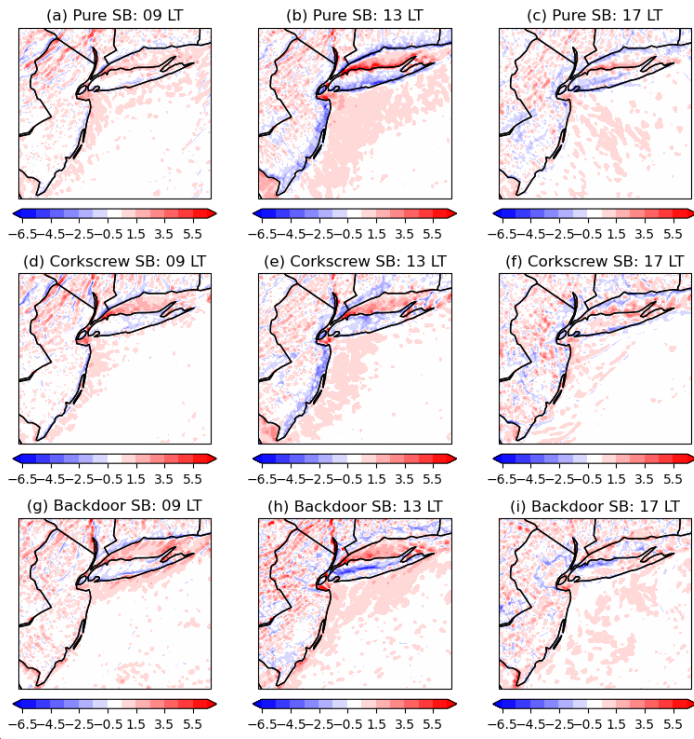 (a) Pure SB: 09 LT (b) Pure SB: 13 LT (c) Pure SB: 17 LT
−6.5−4.5−2.5−0.5 1.5 3.5 5.5 −6.5−4.5−2.5−0.5 1.5 3.5 5.5 −6.5−4.5−2.5−0.5 1.5 3.5 5.5
(d) Corkscrew SB: 09 LT (e) Corkscrew SB: 13 LT (f) Corkscrew SB: 17 LT
−6.5−4.5−2.5−0.5 1.5 3.5 5.5 −6.5−4.5−2.5−0.5 1.5 3.5 5.5 −6.5−4.5−2.5−0.5 1.5 3.5 5.5
(g) Backdoor SB: 09 LT (h) Backdoor SB: 13 LT (i) Backdoor SB: 17 LT
−6.5−4.5−2.5−0.5 1.5 3.5 5.5 −6.5−4.5−2.5−0.5 1.5 3.5 5.5 −6.5−4.5−2.5−0.5 1.5 3.5 5.5